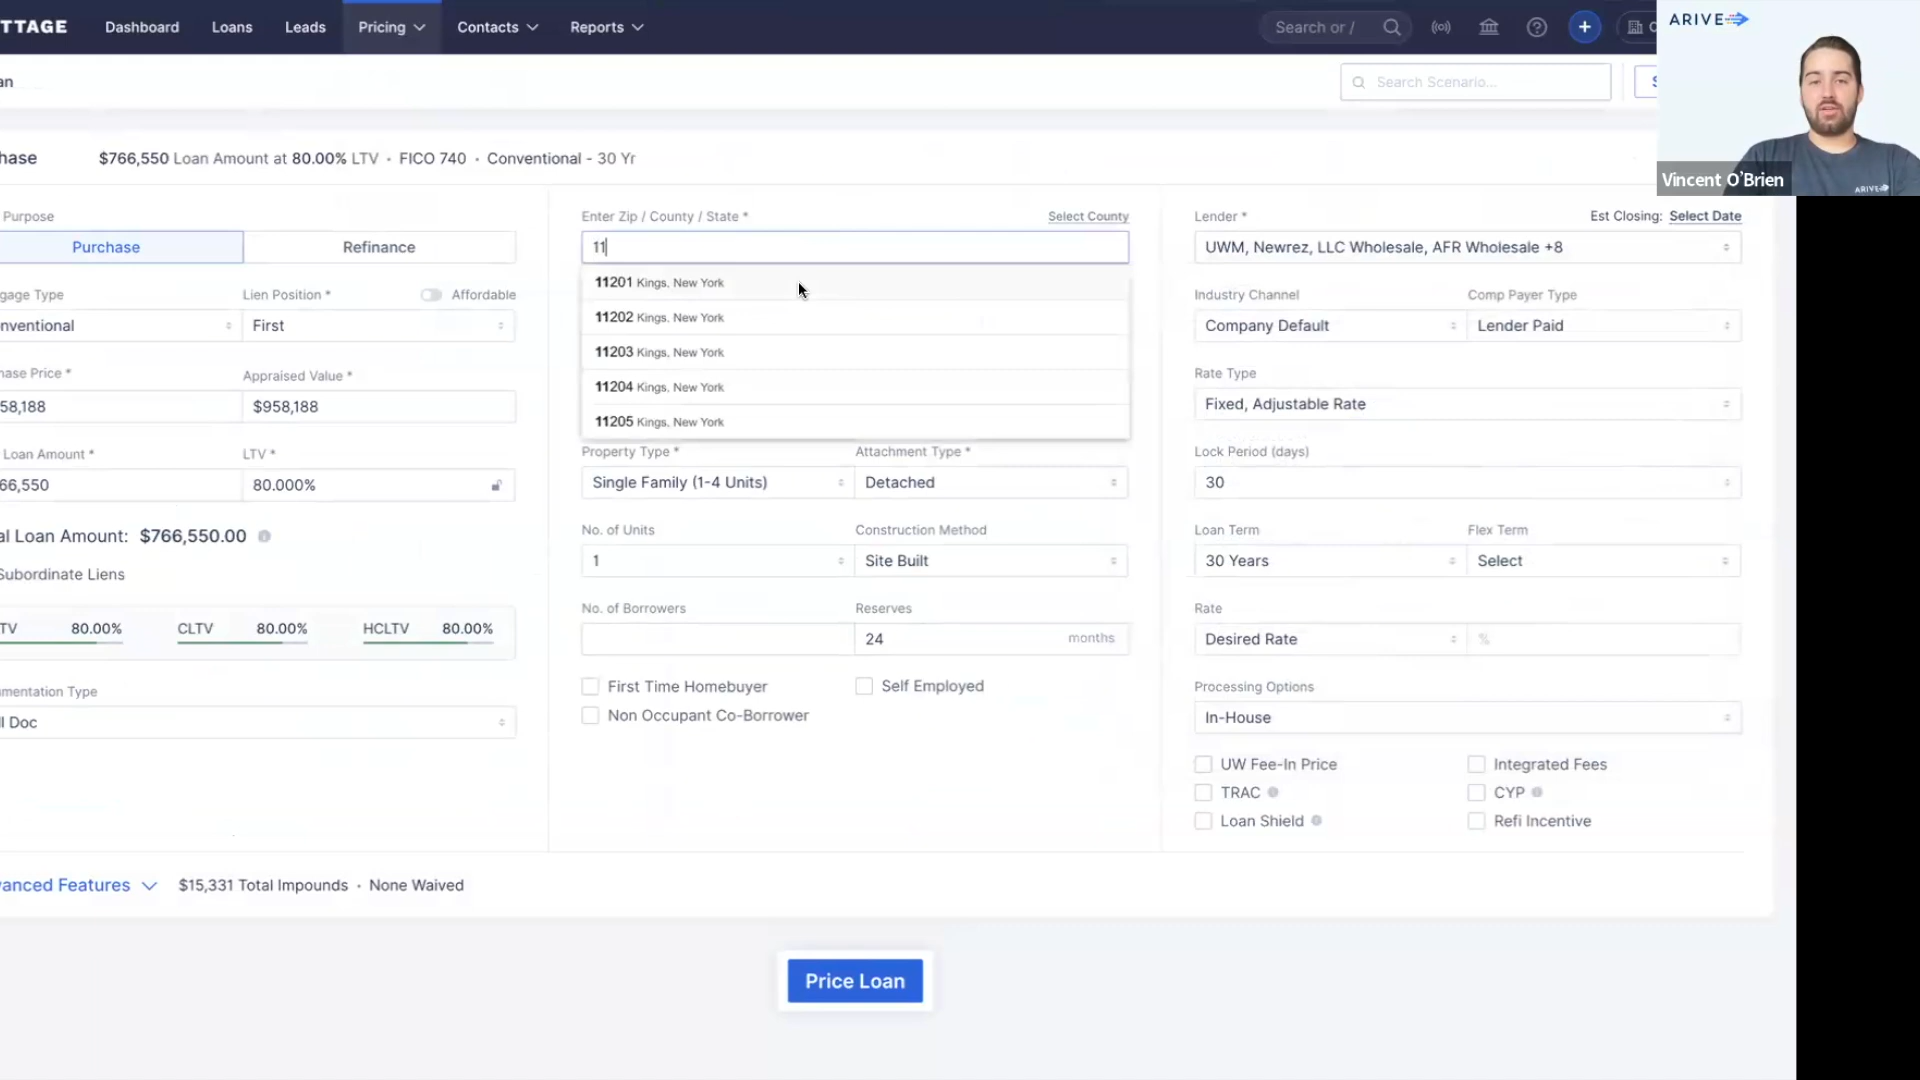 TTAGE
Dashboard
Loans
Leads
Pricing
Contacts
Reports
Search or /
ARIVE
an
Search Scenario...
Vincent O'Brien
ARIVE
hase
$766,550 Loan Amount at 80.00% LTV • FICO 740 • Conventional - 30 Yr
Purpose
Purchase
Refinance
gage Type
Lien Position *
Affordable
nventional
First
hase Price *
Appraised Value *
58,188
$958,188
Loan Amount *
LTV *
66,550
80.000%
al Loan Amount: $766,550.00
Subordinate Liens
TV 80.00%
CLTV 80.00%
HCLTV 80.00%
umentation Type
ll Doc
Enter Zip / County / State *
Select County
11
11201 Kings, New York
11202 Kings, New York
11203 Kings, New York
11204 Kings, New York
11205 Kings, New York
Property Type *
Attachment Type *
Single Family (1-4 Units)
Detached
No. of Units
Construction Method
1
Site Built
No. of Borrowers
Reserves
24
months
First Time Homebuyer
Self Employed
Non Occupant Co-Borrower
Lender *
Est Closing: Select Date
UWM, Newrez, LLC Wholesale, AFR Wholesale +8
Industry Channel
Comp Payer Type
Company Default
Lender Paid
Rate Type
Fixed, Adjustable Rate
Lock Period (days)
30
Loan Term
Flex Term
30 Years
Select
Rate
Desired Rate
%
Processing Options
In-House
UW Fee-In Price
Integrated Fees
TRAC
CYP
Loan Shield
Refi Incentive
vanced Features
$15,331 Total Impounds • None Waived
Price Loan